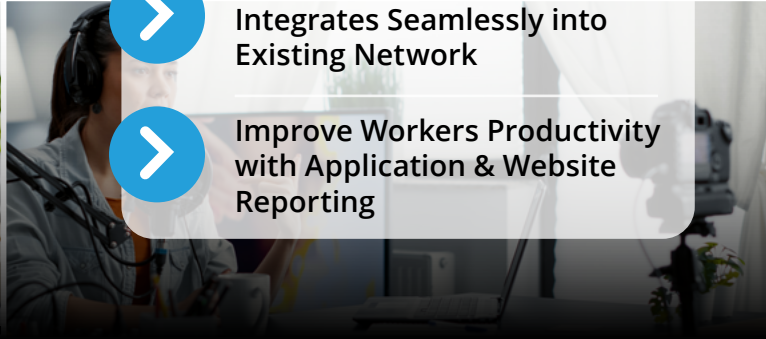 Integrates Seamlessly into
Existing Network
Improve Workers Productivity
with Application & Website
Reporting